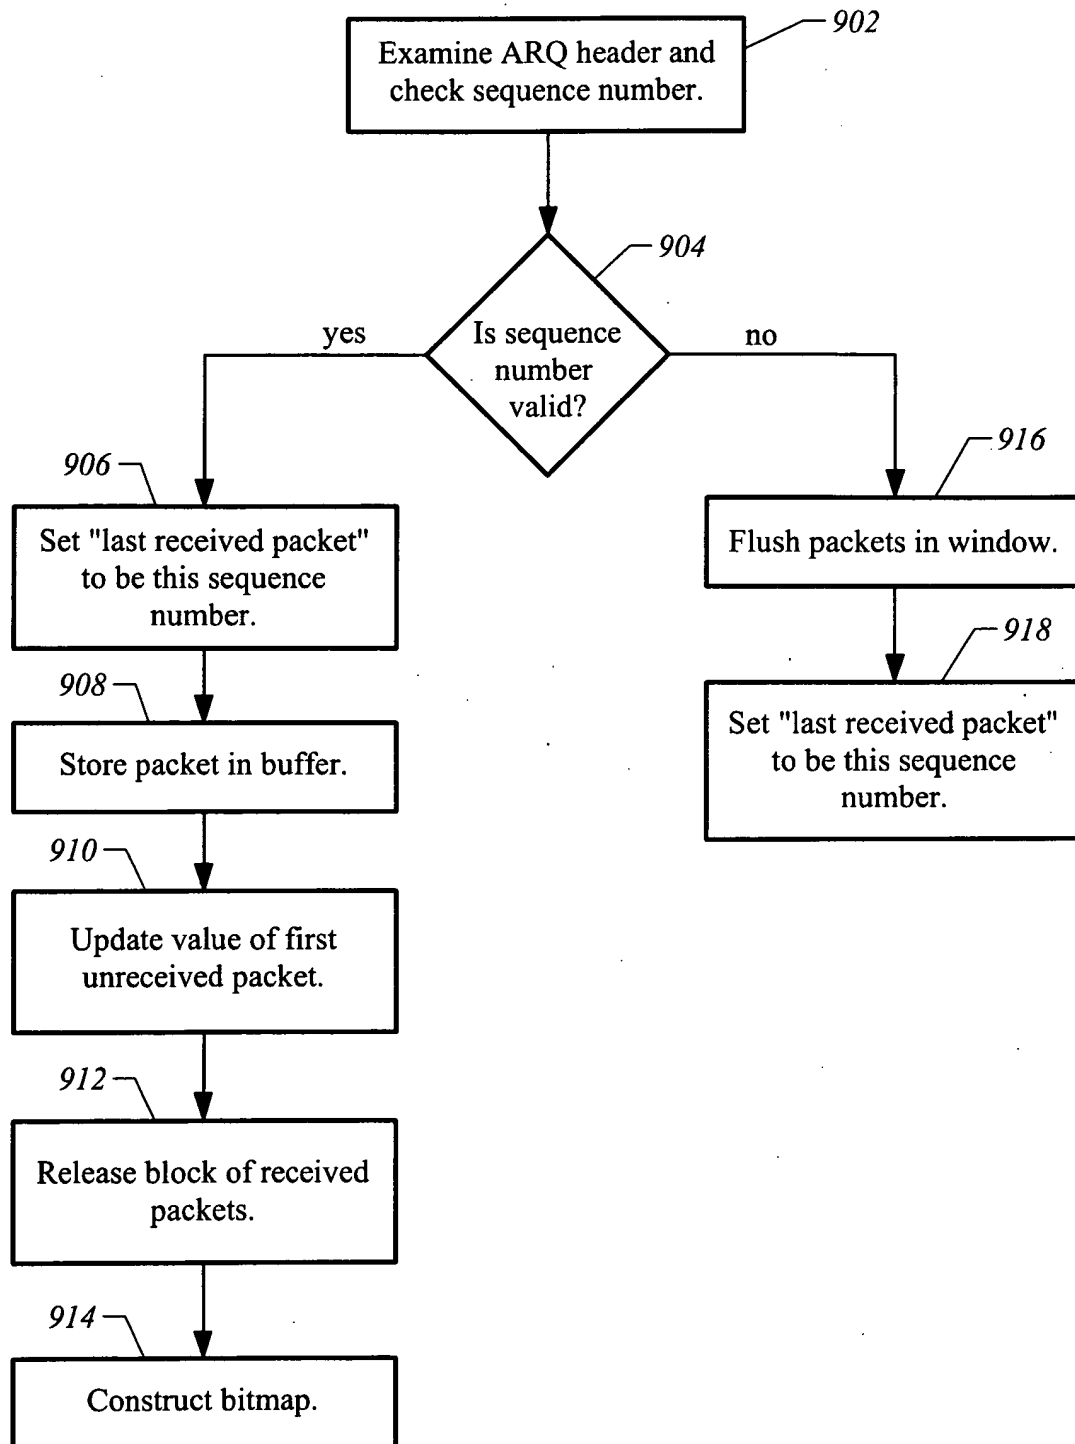 902
Examine ARQ header and
check sequence number.
904
Is sequence
number
valid?
yes
no
906
Set "last received packet"
to be this sequence
number.
908
Store packet in buffer.
910
Update value of first
unreceived packet.
912
Release block of received
packets.
914
Construct bitmap.
916
Flush packets in window.
918
Set "last received packet"
to be this sequence
number.